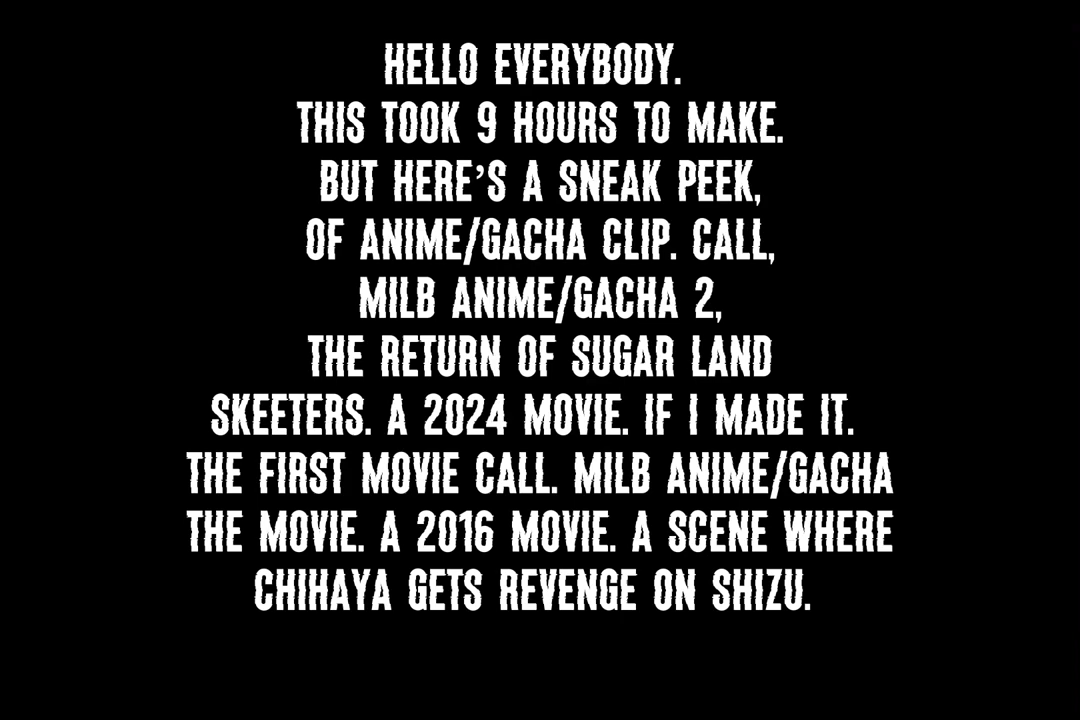 HELLO EVERYBODY.
THIS TOOK 9 HOURS TO MAKE.
BUT HERE'S A SNEAK PEEK,
OF ANIME/GACHA CLIP. CALL,
MILB ANIME/GACHA 2,
THE RETURN OF SUGAR LAND
SKEETERS. A 2024 MOVIE. IF I MADE IT.
THE FIRST MOVIE CALL. MILB ANIME/GACHA
THE MOVIE. A 2016 MOVIE. A SCENE WHERE
CHIHAYA GETS REVENGE ON SHIZU.